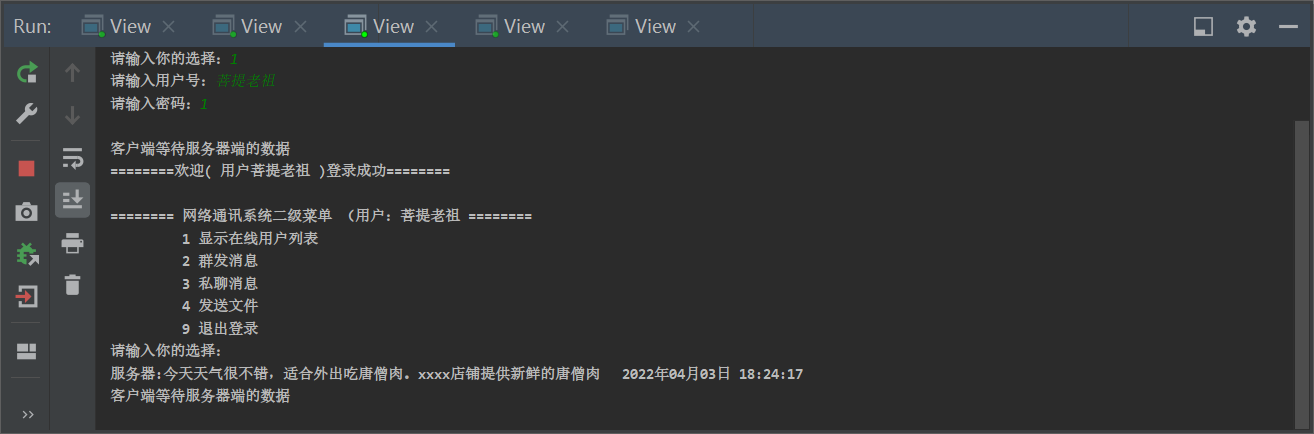 Run: View View View View View
请输入你的选择：1
请输入用户号：菩提老祖
请输入密码：1
客户端等待服务器端的数据
========欢迎( 用户菩提老祖 )登录成功========
======== 网络通讯系统二级菜单 （用户：菩提老祖 ========
1 显示在线用户列表
2 群发消息
3 私聊消息
4 发送文件
9 退出登录
请输入你的选择：
服务器:今天天气很不错，适合外出吃唐僧肉。xxxx店铺提供新鲜的唐僧肉 2022年04月03日 18:24:17
客户端等待服务器端的数据